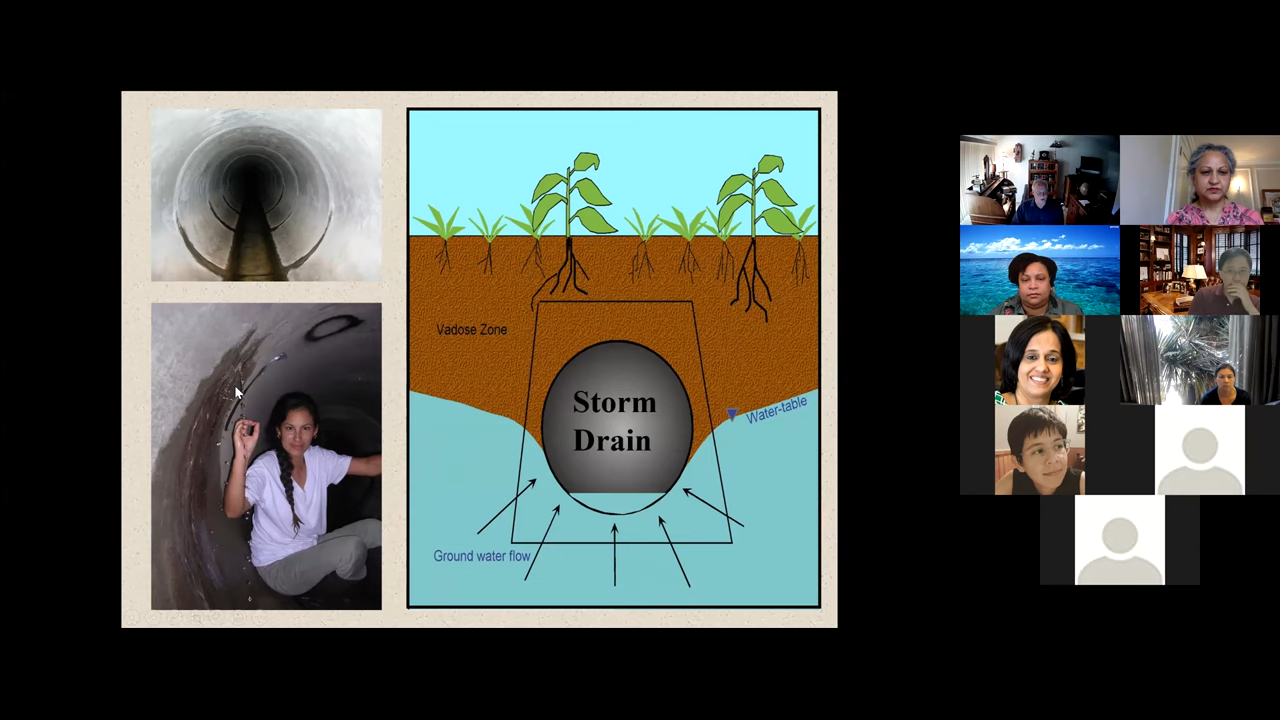 Vadose Zone
Storm
Drain
Water-table
Ground water flow